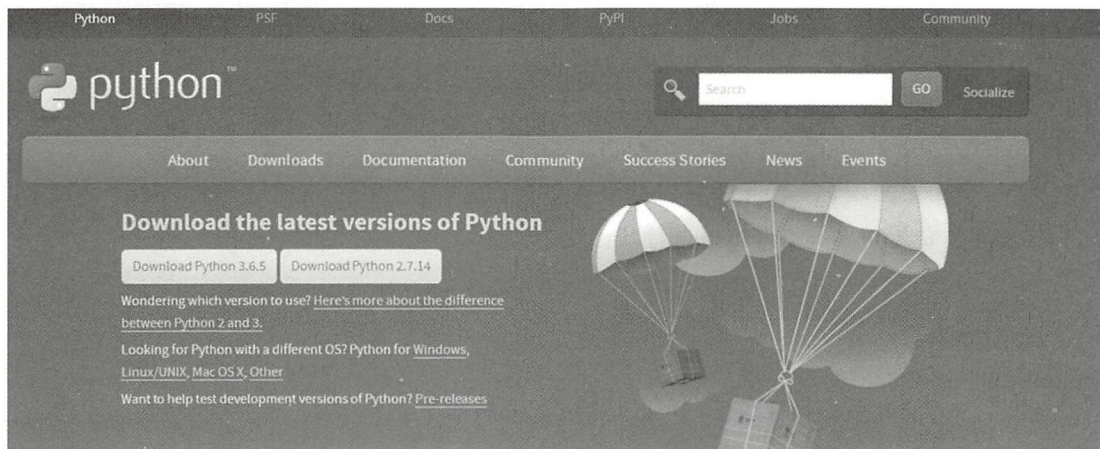 Python PSF Docs PyPI Jobs Community
python™
Search GO Socialize
About Downloads Documentation Community Success Stories News Events
Download the latest versions of Python
Download Python 3.6.5 Download Python 2.7.14
Wondering which version to use? Here's more about the difference
between Python 2 and 3.
Looking for Python with a different OS? Python for Windows,
Linux/UNIX, Mac OS X, Other
Want to help test development versions of Python? Pre-releases